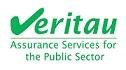 Veritau
Assurance Services for
the Public Sector